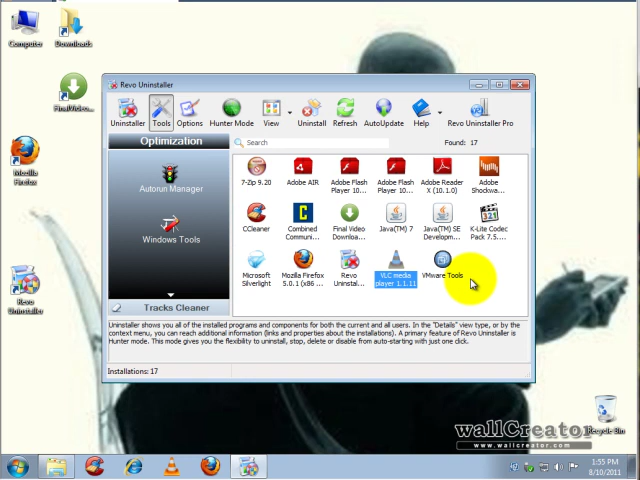 Computer
Downloads
FinalVideo...
Mozilla
Firefox
Revo
Uninstaller
Revo Uninstaller
Uninstaller Tools Options Hunter Mode View Uninstall Refresh AutoUpdate Help Revo Uninstaller Pro
Optimization
Search
Found: 17
Autorun Manager
Windows Tools
Tracks Cleaner
7-Zip 9.20
Adobe AIR
Adobe Flash
Player 10...
Adobe Flash
Player 10...
Adobe Reader
X (10.1.0)
Adobe
Shockwa...
CCleaner
Combined
Communi...
Final Video
Downloa...
Java(TM) 7
Java(TM) SE
Developm...
K-Lite Codec
Pack 7.5....
Microsoft
Silverlight
Mozilla Firefox
5.0.1 (x86 ...
Revo
Uninstal...
VLC media
player 1.1.11
VMware Tools
Uninstaller shows you all of the installed programs and components for both the current and all users. In the "Details" view type, or by the
context menu, you can reach additional information (links and properties about the installations). A primary feature of Revo Uninstaller is
Hunter mode. This mode gives you the flexibility to uninstall, stop, delete or disable from auto-starting with just one click.
Installations: 17
wallCreator
www.wallcreator.com
Recycle Bin
1:55 PM
8/10/2011